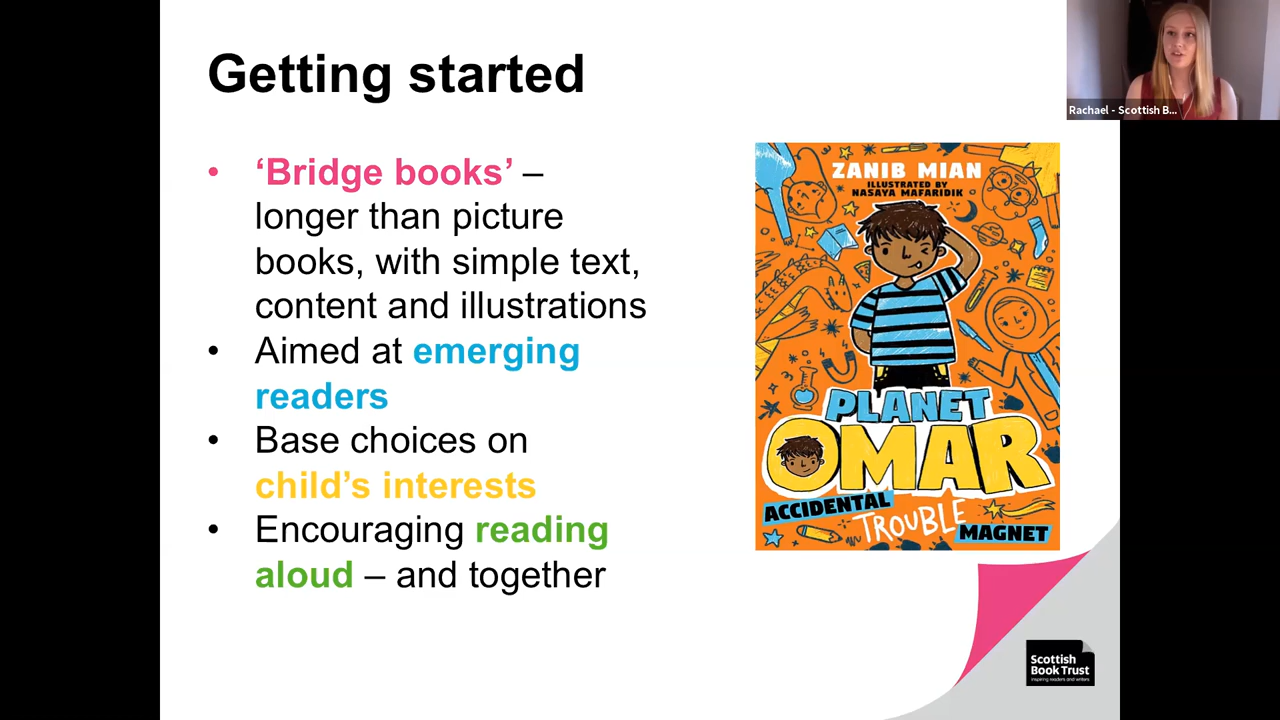 Getting started
Rachael - Scottish B...
• ‘Bridge books’ –
longer than picture
books, with simple text,
content and illustrations
• Aimed at emerging
readers
• Base choices on
child’s interests
• Encouraging reading
aloud – and together
ZANIB MIAN
ILLUSTRATED BY
NASAYA MAFARIDIK
PLANET
OMAR
ACCIDENTAL
TROUBLE
MAGNET
Scottish
Book Trust
inspiring readers and writers